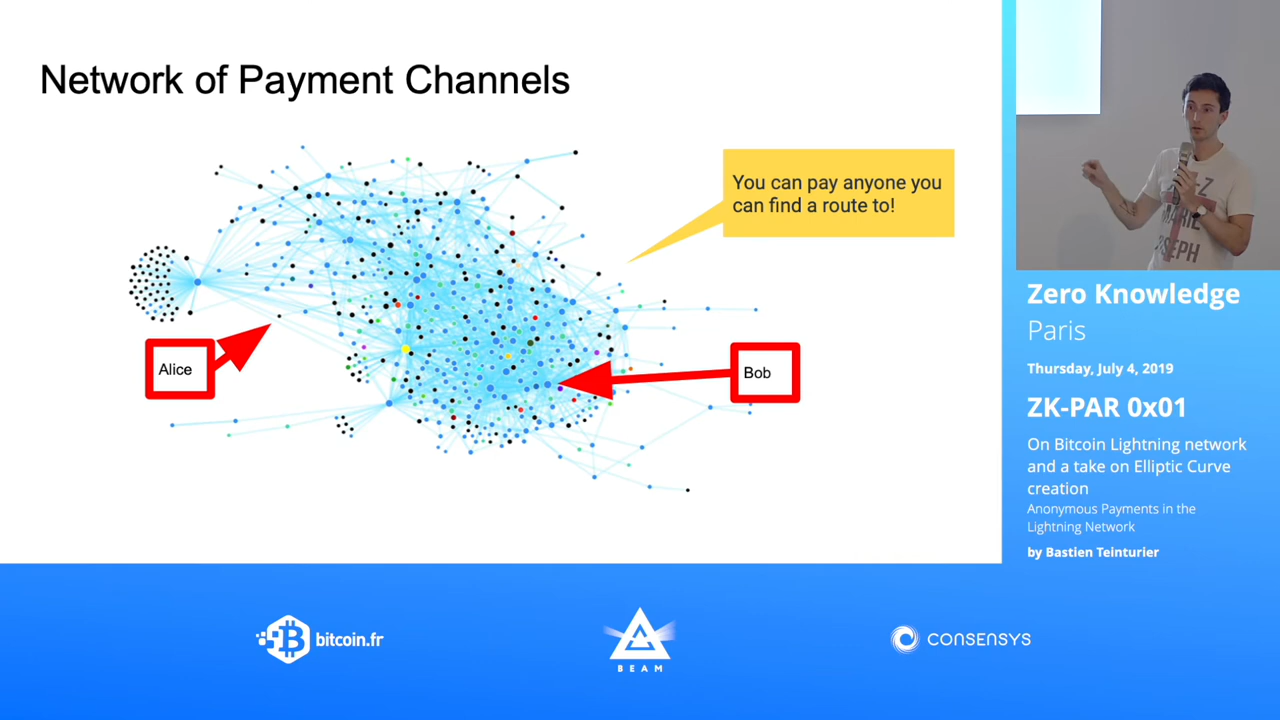 Network of Payment Channels
You can pay anyone you
can find a route to!
Alice
Bob
Zero Knowledge
Paris
Thursday, July 4, 2019
ZK-PAR 0x01
On Bitcoin Lightning network
and a take on Elliptic Curve
creation
Anonymous Payments in the
Lightning Network
by Bastien Teinturier
bitcoin.fr
BEAM
CONSENSYS
MARIE
JOSEPH